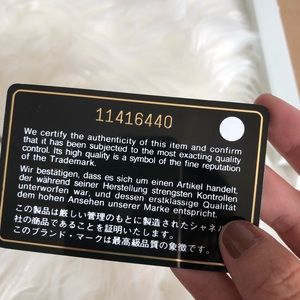 11416440
We certify the authenticity of this item and confirm
that it has been subjected to the most exacting quality
control. Its high quality is a symbol of the fine reputation
of the Trademark.
Wir bestätigen, dass es sich um einen Artikel handelt,
der während seiner Herstellung strengsten Kontrollen
unterworfen war, und dessen erstklassige Qualität
dem hohen Ansehen unserer Marke entspricht.
この製品は厳しい管理のもとに製造されたシャネル
社の商品であることを証明いたします。
このブランド・マークは最高級品質の象徴です。